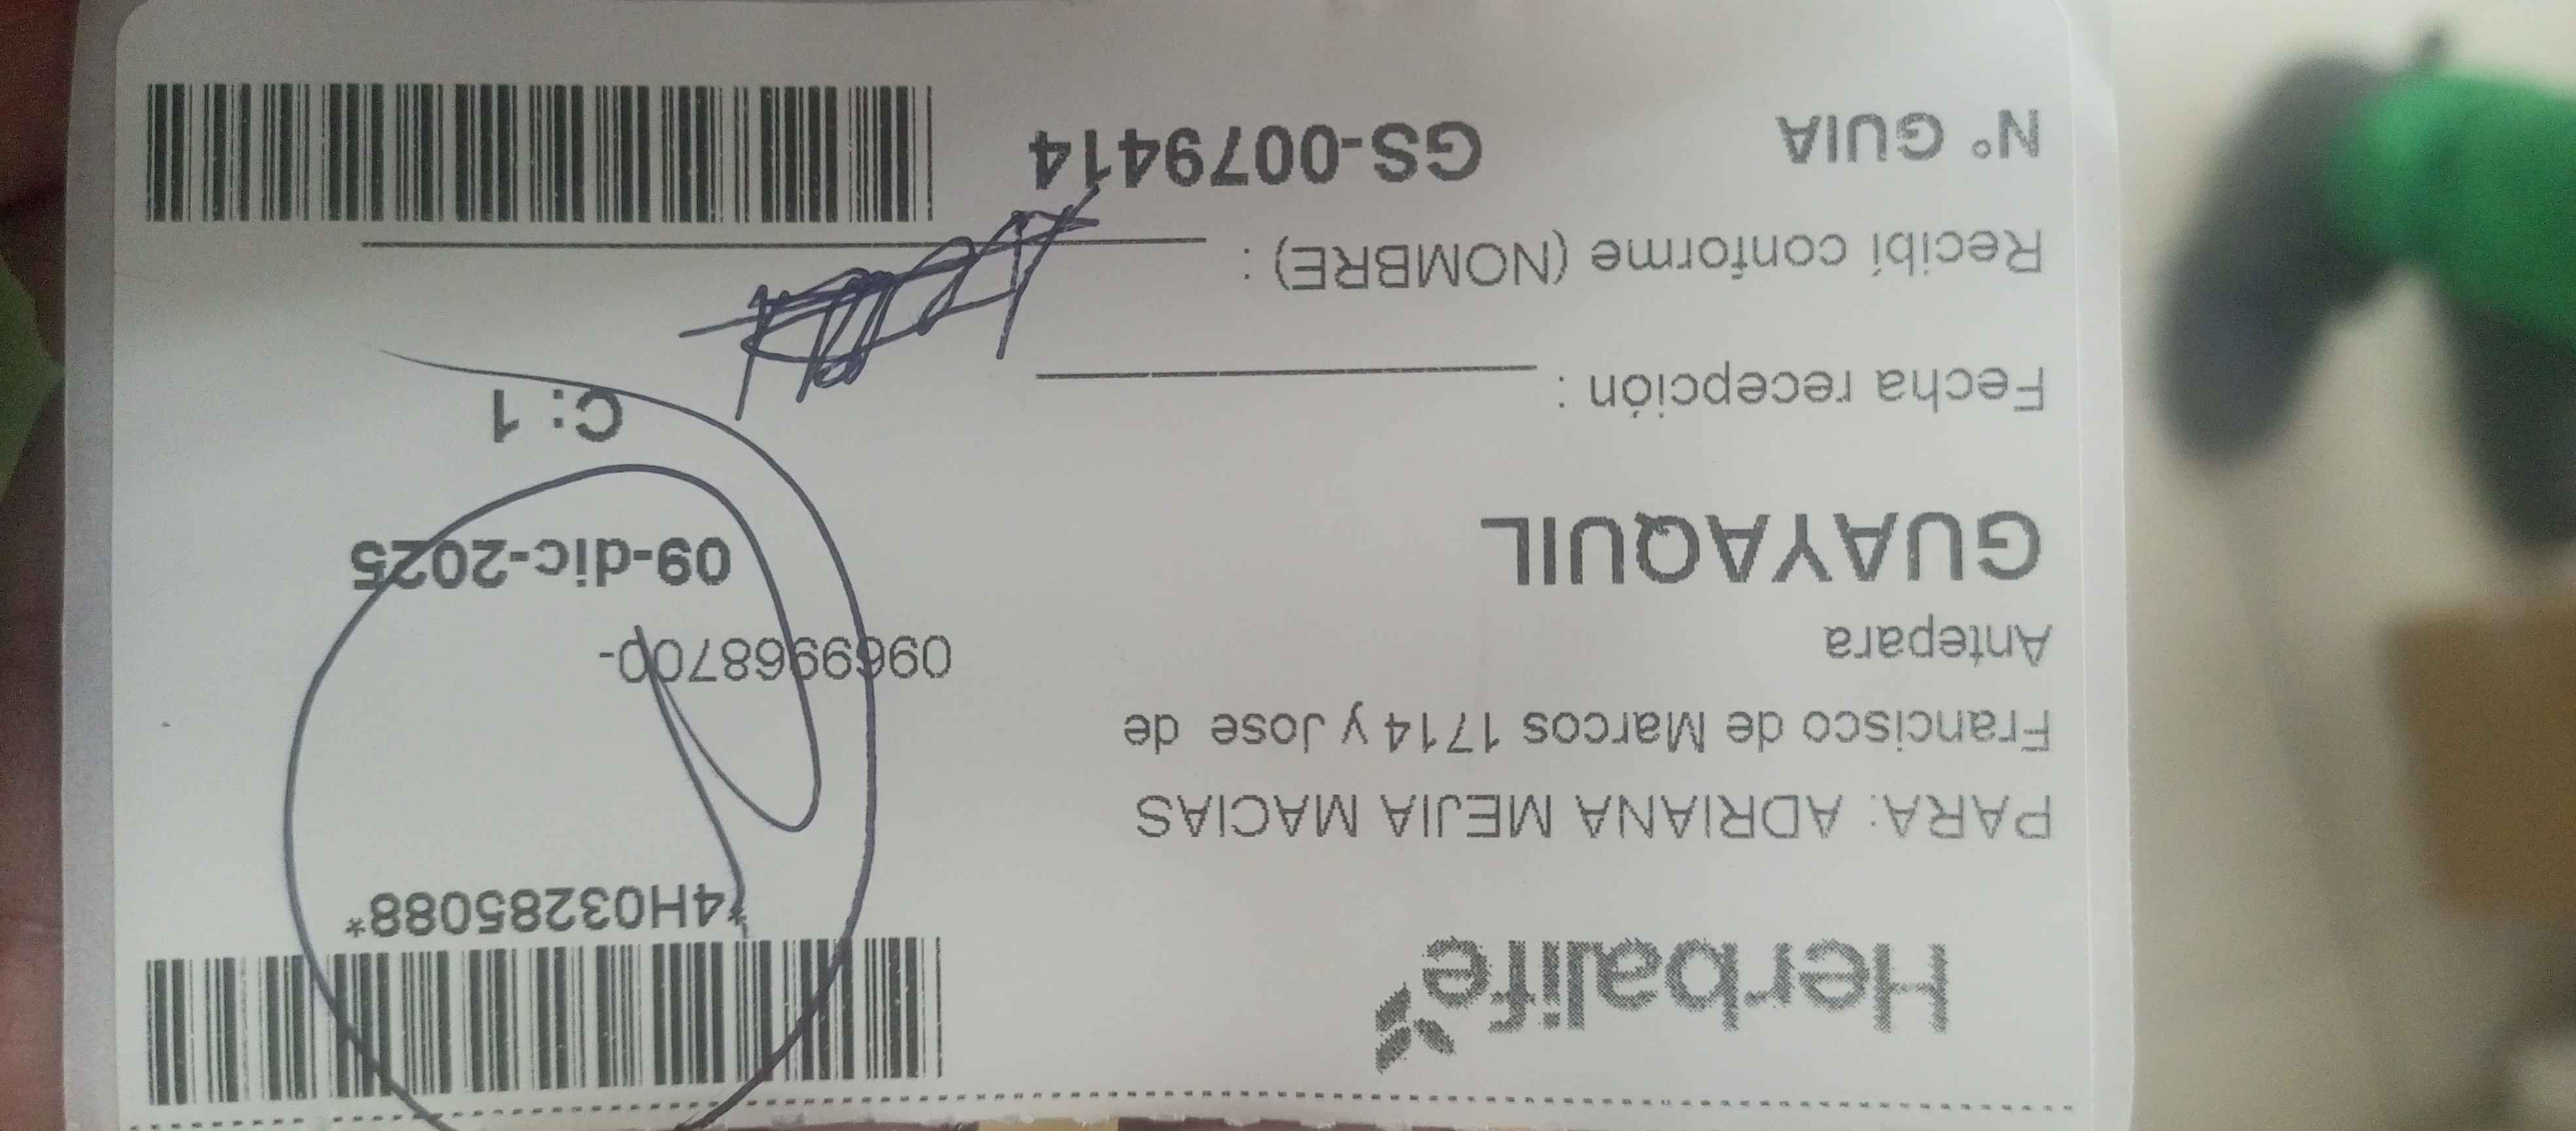 Herbalife
*4H03285088*
PARA: ADRIANA MEJIA MACIAS
Francisco de Marcos 1714 y Jose de
Antepara
0969968700-
GUAYAQUIL
09-dic-2025
Fecha recepción :
C: 1
Recibí conforme (NOMBRE) :
N° GUIA GS-0079414